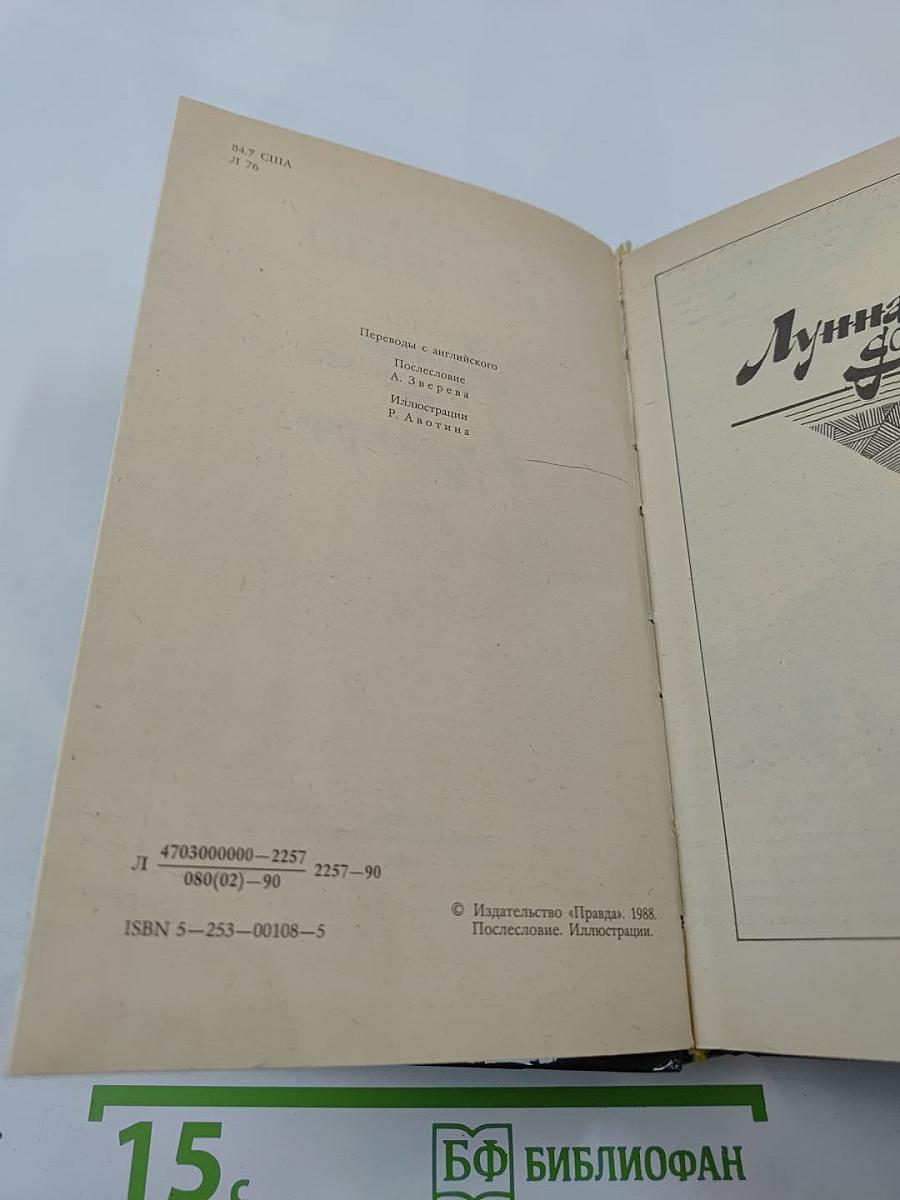 84.7 США
Л 76
Переводы с английского
Послесловие
А. Зверева
Иллюстрации
Р. Авотина
Л 4703000000—2257
080(02)—90
2257—90
ISBN 5—253—00108—5
© Издательство «Правда». 1988.
Послесловие. Иллюстрации.
15 с
БФ БИБЛИОФАН